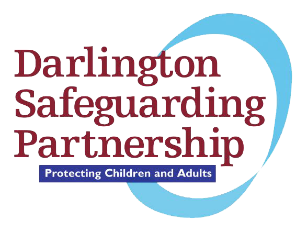 Darlington
Safeguarding
Partnership
Protecting Children and Adults